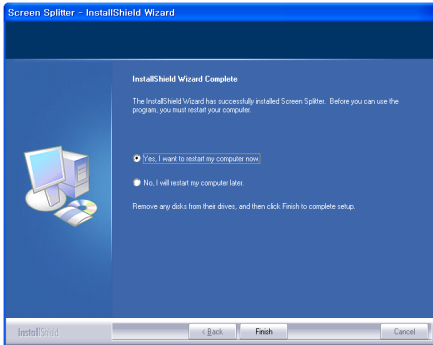 Screen Splitter - InstallShield Wizard
InstallShield Wizard Complete
The InstallShield Wizard has successfully installed Screen Splitter. Before you can use the
program, you must restart your computer.
Yes, I want to restart my computer now.
No, I will restart my computer later.
Remove any disks from their drives, and then click Finish to complete setup.
InstallShield
< Back
Finish
Cancel